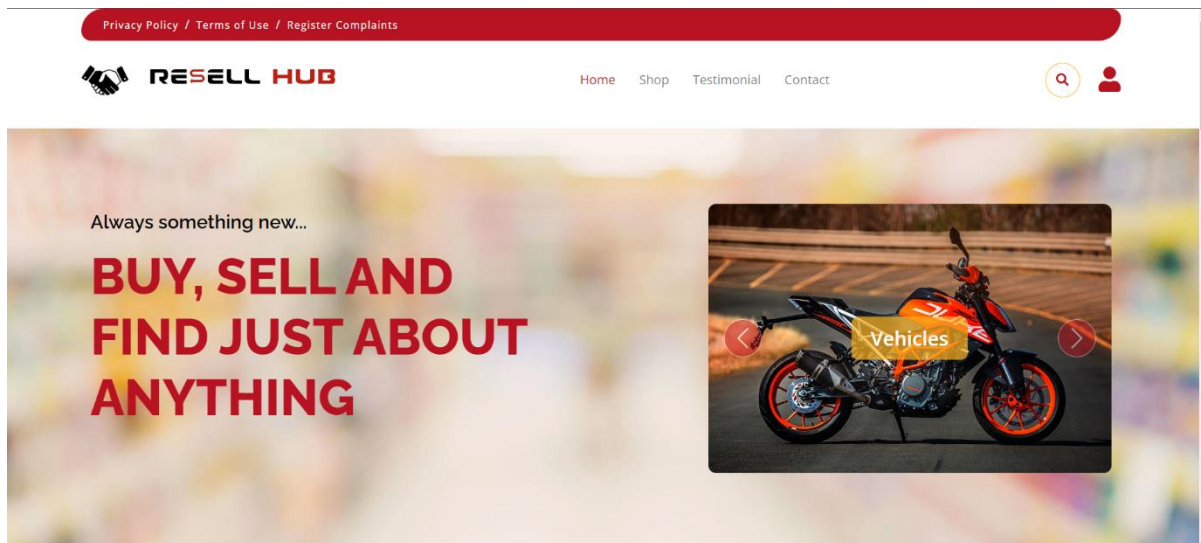 Privacy Policy / Terms of Use / Register Complaints
RESELL HUB
Home Shop Testimonial Contact
Always something new...
BUY, SELL AND
FIND JUST ABOUT
ANYTHING
DUKE
Vehicles